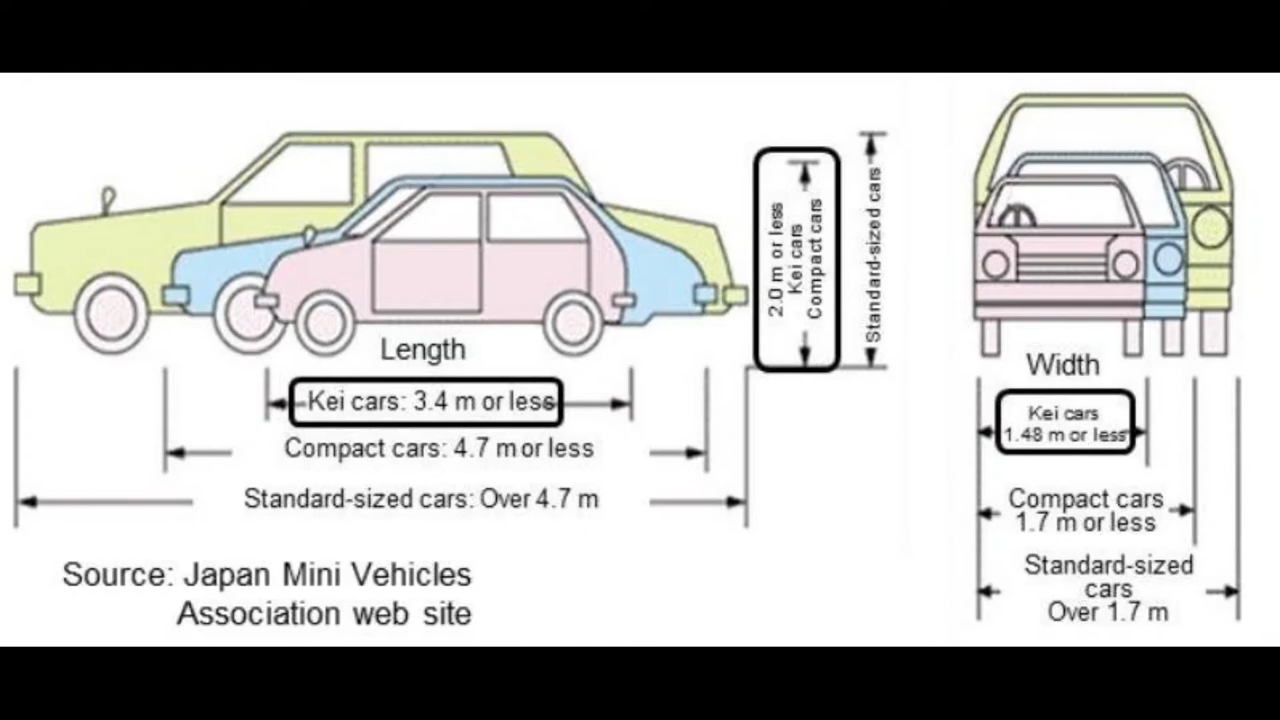 Length
Kei cars: 3.4 m or less
Compact cars: 4.7 m or less
Standard-sized cars: Over 4.7 m
2.0 m or less
Kei cars
Compact cars
Standard-sized cars
Width
Kei cars
1.48 m or less
Compact cars
1.7 m or less
Standard-sized
cars
Over 1.7 m
Source: Japan Mini Vehicles
Association web site